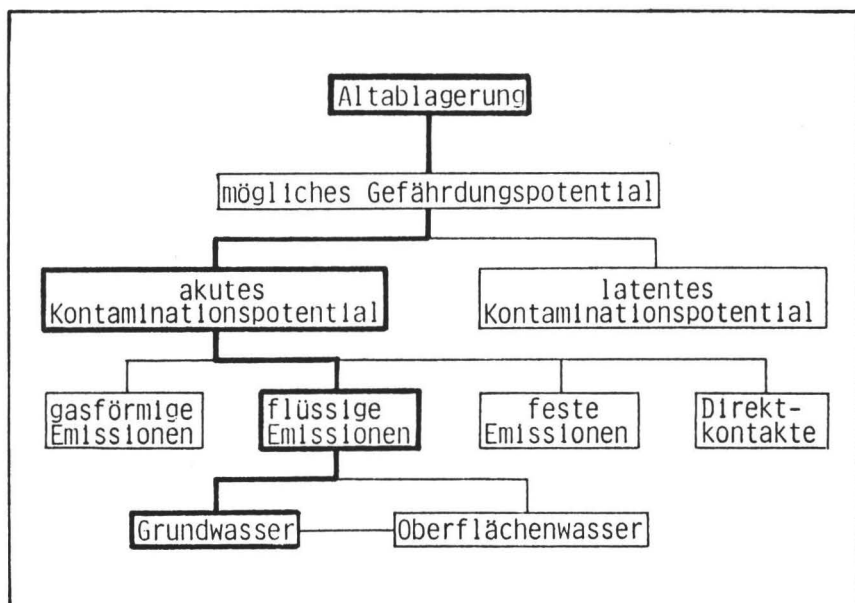 Altablagerung
mögliches Gefährdungspotential
akutes
Kontaminationspotential
latentes
Kontaminationspotential
gasförmige
Emissionen
flüssige
Emissionen
feste
Emissionen
Direkt-
kontakte
Grundwasser
Oberflächenwasser